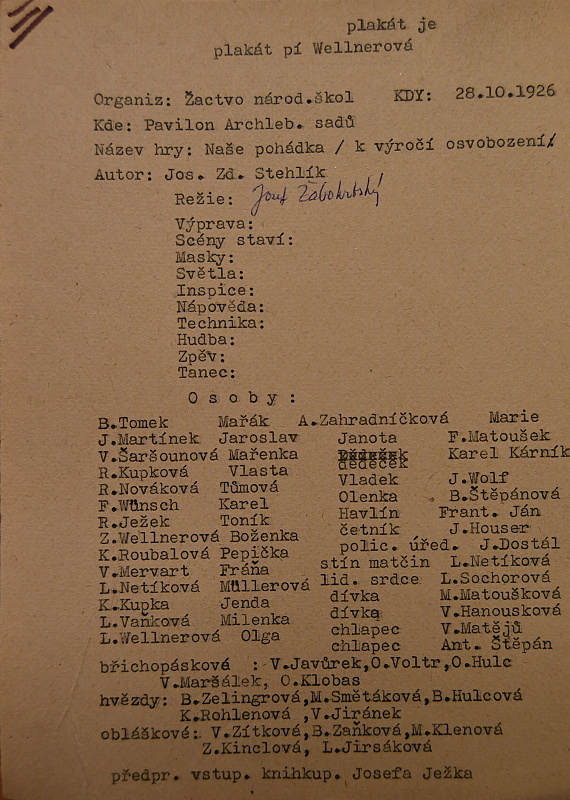 plakát je
plakát pí Wellnerová
Organiz: Žactvo národ.škol KDY: 28.10.1926
Kde: Pavilon Archleb. sadů
Název hry: Naše pohádka / k výročí osvobození/
Autor: Jos. Zd. Stehlík
Režie: Josef Zábohrtský
Výprava:
Scény staví:
Masky:
Světla:
Inspice:
Nápověda:
Technika:
Hudba:
Zpěv:
Tanec:
O s o b y :
B.Tomek Mařák A.Zahradníčková Marie
J.Martínek Jaroslav Janota F.Matoušek
V.Šaršounová Mařenka dědeček Karel Kárník
R.Kupková Vlasta Vladek J.Wolf
R.Nováková Tůmová Olenka B.Štěpánová
F.Wünsch Karel Havlín Frant. Ján
R.Ježek Toník četník J.Houser
Z.Wellnerová Boženka polic. úřed. J.Dostál
K.Roubalová Pepička stín matčin L.Netíková
V.Mervart Fráňa lid. srdce L.Sochorová
L.Netíková Müllerová dívka M.Matoušková
K.Kupka Jenda dívka V.Hanousková
L.Vaňková Milenka chlapec V.Matějů
L.Wellnerová Olga chlapec Ant. Štěpán
břichopáskové : V.Javůrek,O.Voltr,O.Hulc
V.Maršálek, O.Klobas
hvězdy: B.Zelingrová,M.Smětáková,B.Hulcová
K.Rohlenová ,V.Jiránek
obláškové: V.Zítková,B.Zaňková,M.Klenová
Z.Kinclová, L.Jirsáková
předpr. vstup. knihkup. Josefa Ježka